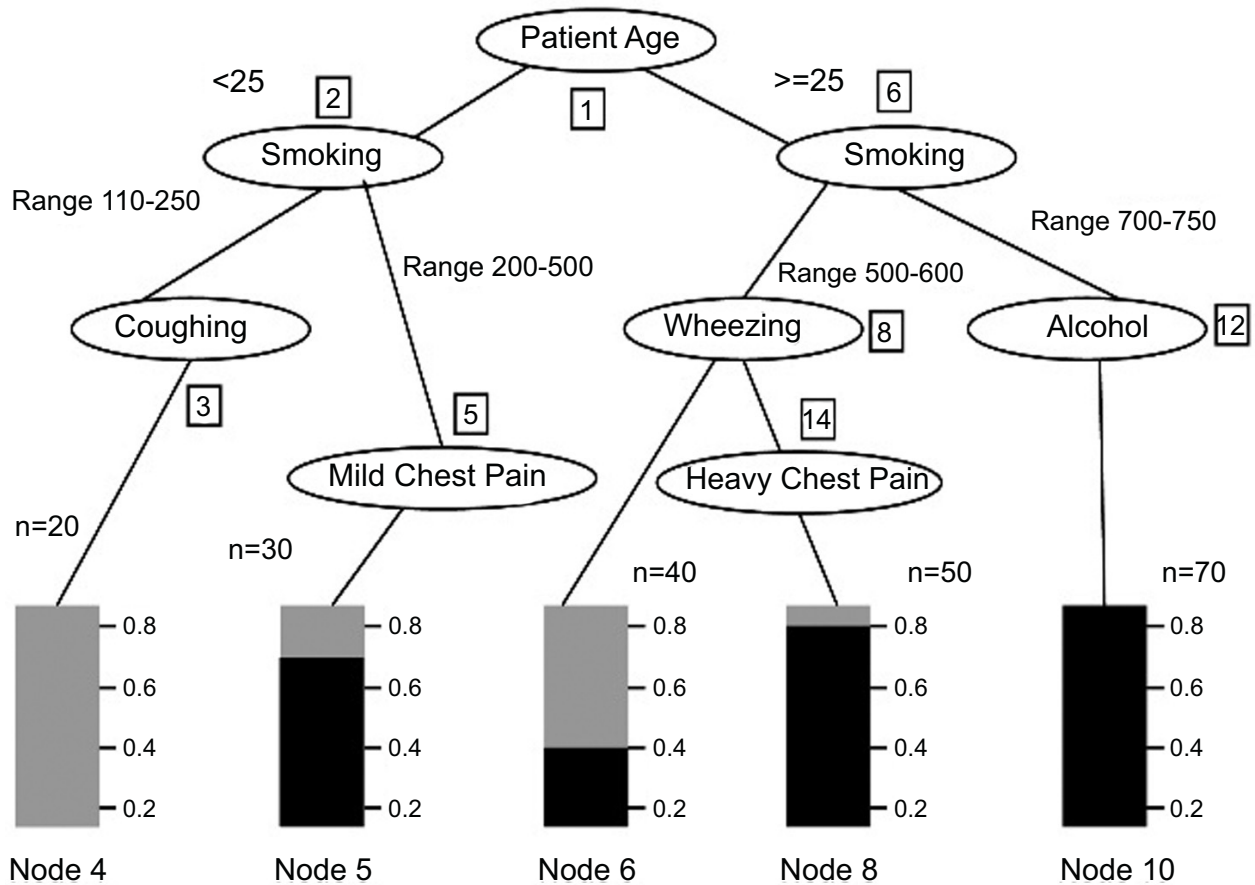 Patient Age
<25
2
1
>=25
6
Smoking
Smoking
Range 110-250
Range 700-750
Range 200-500
Range 500-600
Coughing
Wheezing
8
Alcohol
12
3
5
14
Mild Chest Pain
Heavy Chest Pain
n=20
n=30
n=40
n=50
n=70
0.8
0.6
0.4
0.2
0.8
0.6
0.4
0.2
0.8
0.6
0.4
0.2
0.8
0.6
0.4
0.2
0.8
0.6
0.4
0.2
Node 4
Node 5
Node 6
Node 8
Node 10